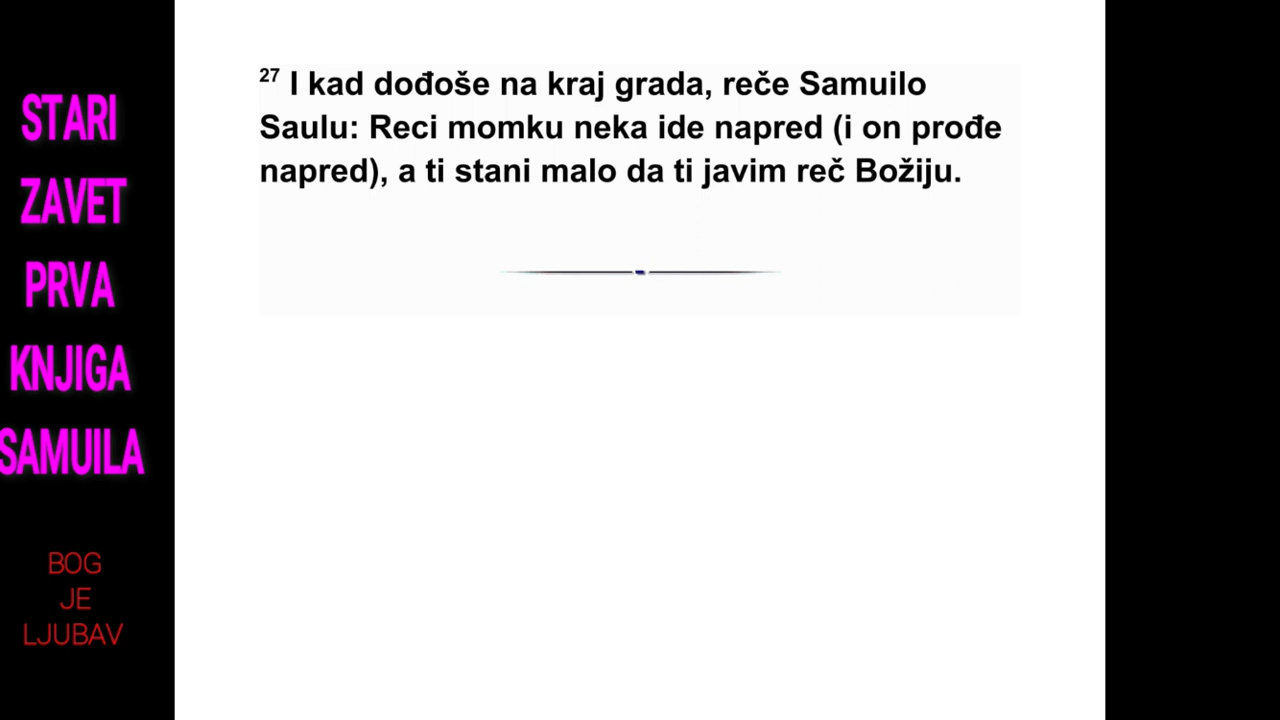 STARI
ZAVET
PRVA
KNJIGA
SAMUILA
BOG
JE
LJUBAV
27 I kad dođoše na kraj grada, reče Samuilo
Saulu: Reci momku neka ide napred (i on prođe
napred), a ti stani malo da ti javim reč Božiju.